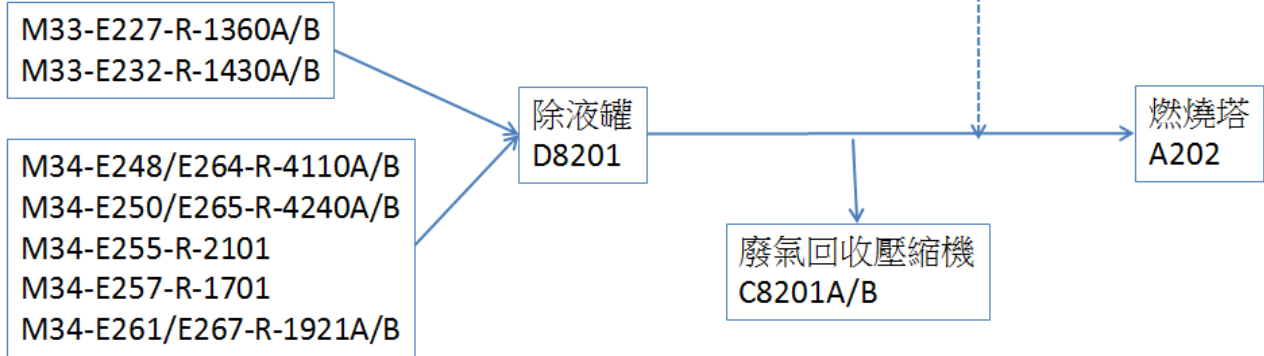 M33-E227-R-1360A/B
M33-E232-R-1430A/B
M34-E248/E264-R-4110A/B
M34-E250/E265-R-4240A/B
M34-E255-R-2101
M34-E257-R-1701
M34-E261/E267-R-1921A/B
除液罐
D8201
廢氣回收壓縮機
C8201A/B
燃燒塔
A202